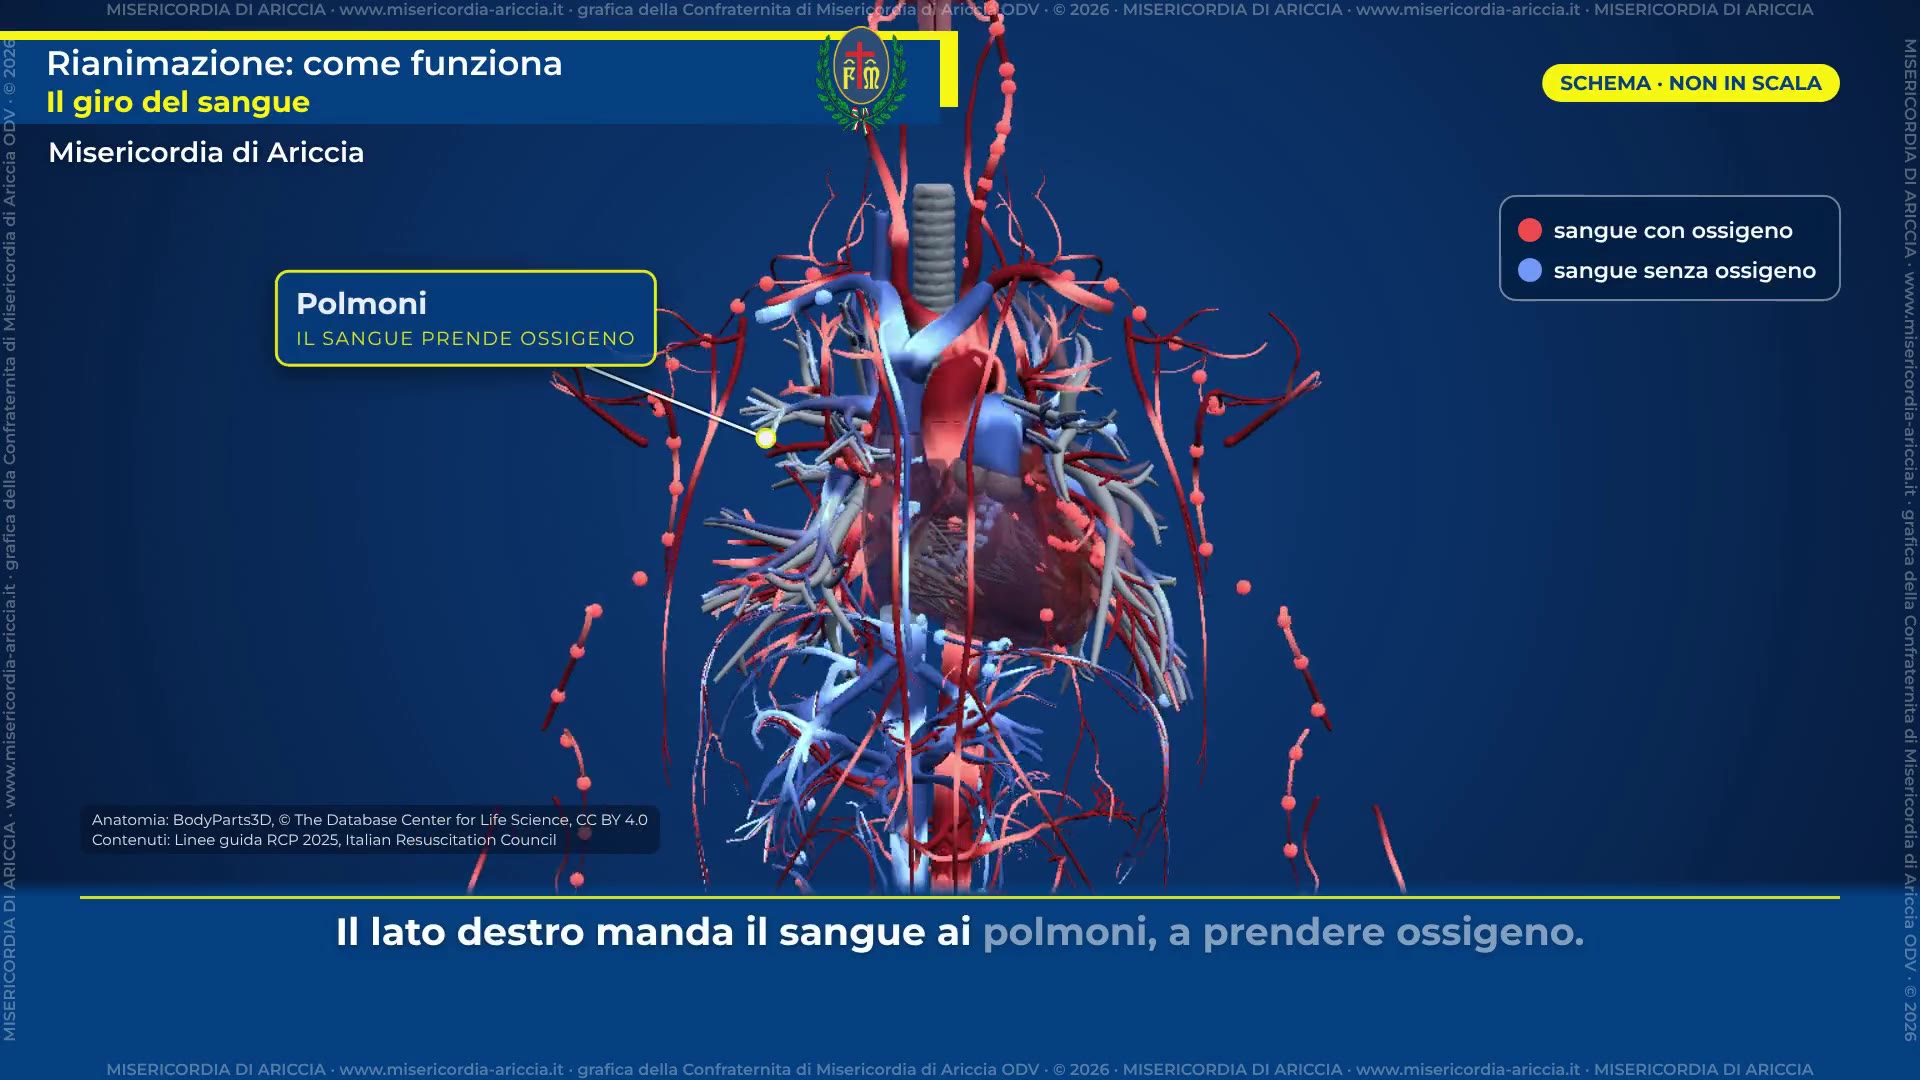 MISERICORDIA DI ARICCIA · www.misericordia-ariccia.it · grafica della Confraternita di Misericordia di Ariccia ODV · © 2026 · MISERICORDIA DI ARICCIA · www.misericordia-ariccia.it · MISERICORDIA DI ARICCIA
Rianimazione: come funziona
Il giro del sangue
Misericordia di Ariccia
F M
SCHEMA · NON IN SCALA
sangue con ossigeno
sangue senza ossigeno
Polmoni
IL SANGUE PRENDE OSSIGENO
Anatomia: BodyParts3D, © The Database Center for Life Science, CC BY 4.0
Contenuti: Linee guida RCP 2025, Italian Resuscitation Council
Il lato destro manda il sangue ai polmoni, a prendere ossigeno.
MISERICORDIA DI ARICCIA · www.misericordia-ariccia.it · grafica della Confraternita di Misericordia di Ariccia ODV · © 2026
MISERICORDIA DI ARICCIA · www.misericordia-ariccia.it · grafica della Confraternita di Misericordia di Ariccia ODV · © 2026
MISERICORDIA DI ARICCIA · www.misericordia-ariccia.it · grafica della Confraternita di Misericordia di Ariccia ODV · © 2026 · MISERICORDIA DI ARICCIA · www.misericordia-ariccia.it · MISERICORDIA DI ARICCIA